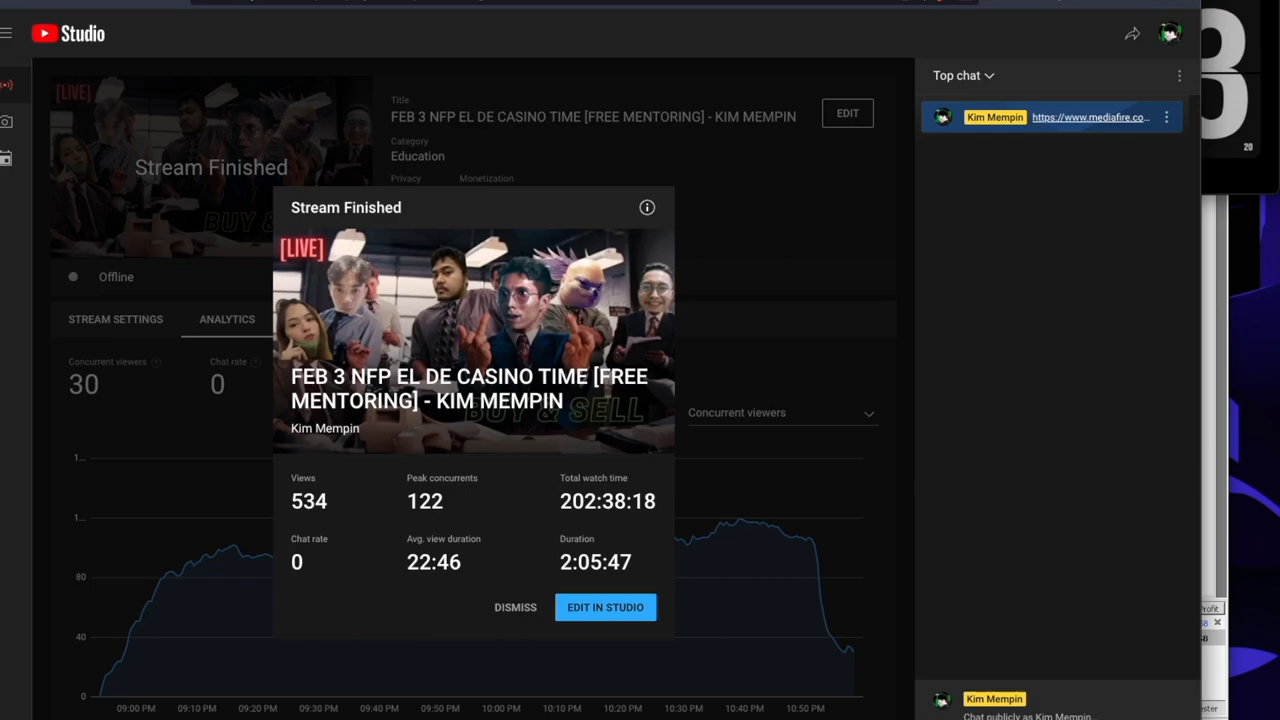 Studio
Top chat
Kim Mempin https://www.mediafire.co...
20
[LIVE]
Stream Finished
Title
FEB 3 NFP EL DE CASINO TIME [FREE MENTORING] - KIM MEMPIN
EDIT
Category
Education
Privacy Monetization
BUY &
Offline
STREAM SETTINGS ANALYTICS
Concurrent viewers Chat rate
30 0
Concurrent viewers
Stream Finished
[LIVE]
FEB 3 NFP EL DE CASINO TIME [FREE
MENTORING] - KIM MEMPIN
BUY & SELL
Kim Mempin
Views Peak concurrents Total watch time
534 122 202:38:18
Chat rate Avg. view duration Duration
0 22:46 2:05:47
DISMISS EDIT IN STUDIO
1...
1...
80
40
0
09:00 PM 09:10 PM 09:20 PM 09:30 PM 09:40 PM 09:50 PM 10:00 PM 10:10 PM 10:20 PM 10:30 PM 10:40 PM 10:50 PM
Kim Mempin
Chat publicly as Kim Mempin...